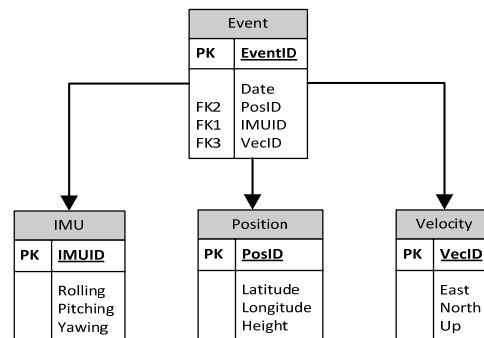 Event
PK EventID
Date
FK2 PosID
FK1 IMUID
FK3 VecID
IMU
PK IMUID
Rolling
Pitching
Yawing
Position
PK PosID
Latitude
Longitude
Height
Velocity
PK VecID
East
North
Up